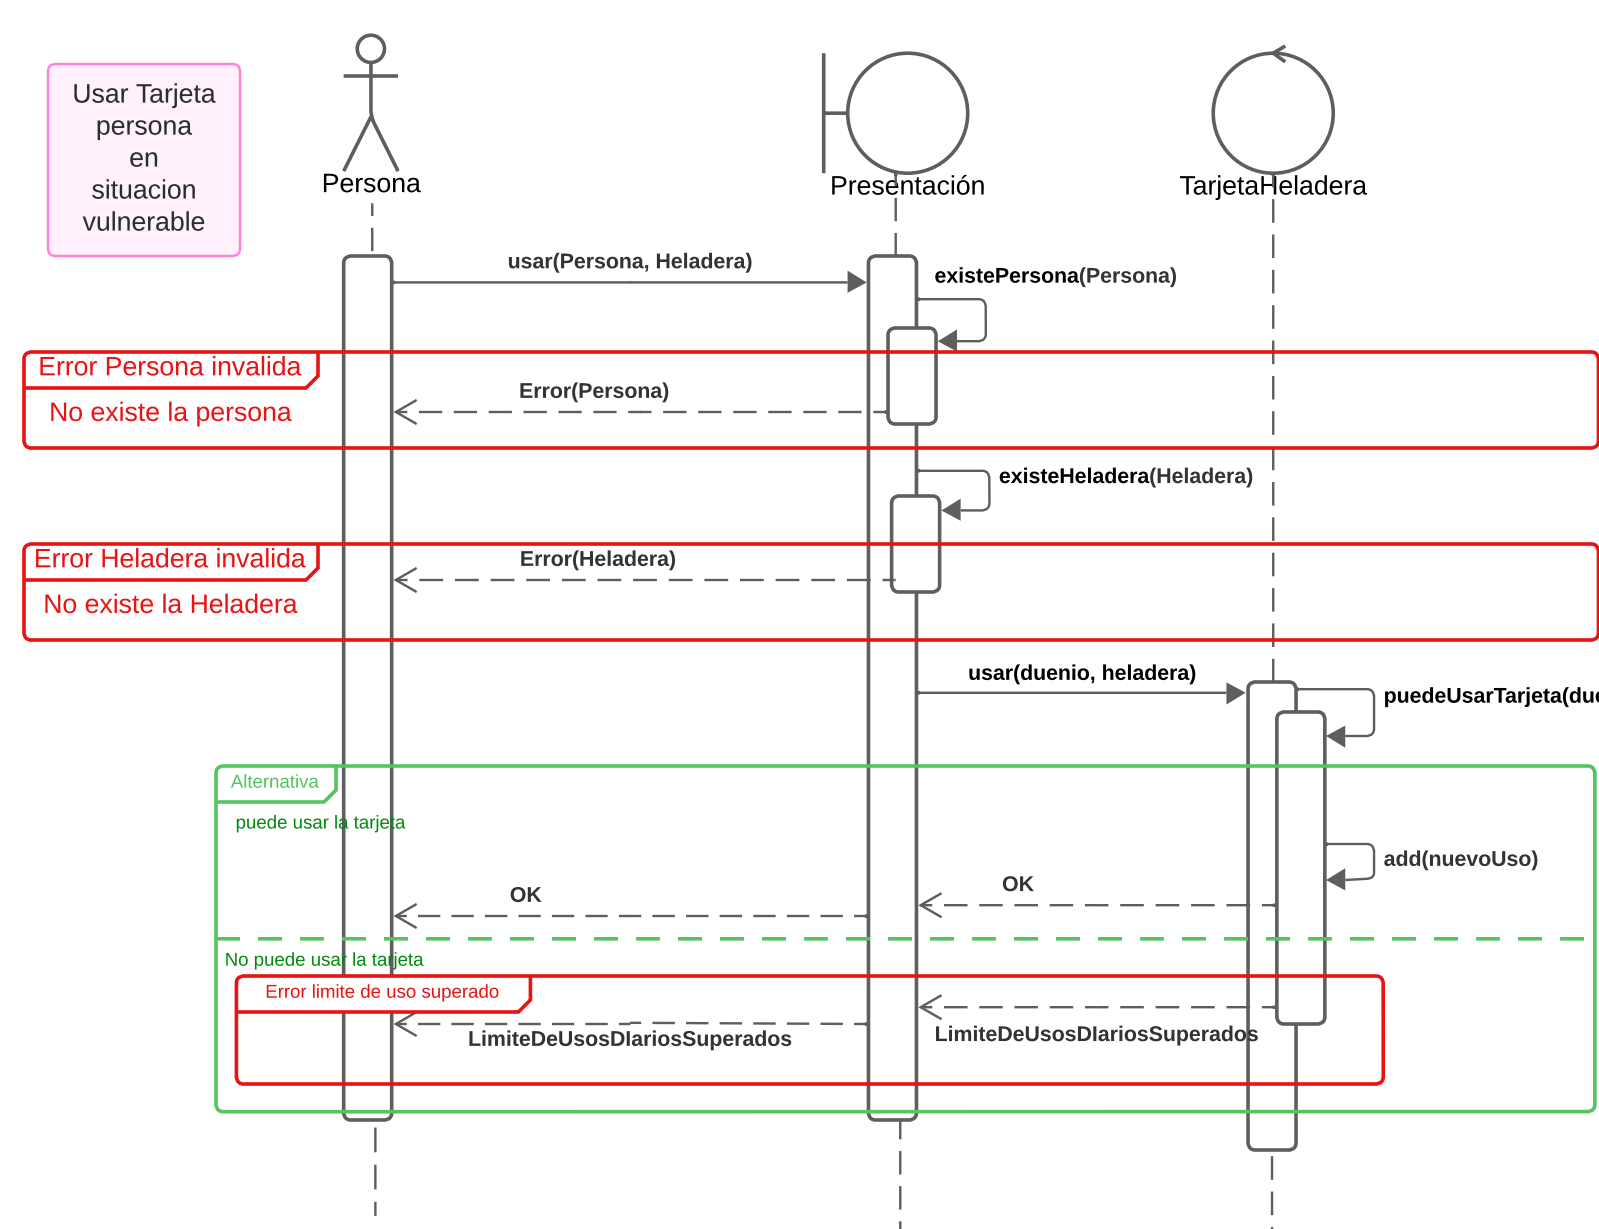 Usar Tarjeta
persona
en
situacion
vulnerable
Persona
Presentación
TarjetaHeladera
usar(Persona, Heladera)
existePersona(Persona)
Error Persona invalida
No existe la persona
Error(Persona)
existeHeladera(Heladera)
Error Heladera invalida
No existe la Heladera
Error(Heladera)
usar(duenio, heladera)
puedeUsarTarjeta(
Alternativa
puede usar la tarjeta
add(nuevoUso)
OK
OK
No puede usar la tarjeta
Error limite de uso superado
LimiteDeUsosDIariosSuperados
LimiteDeUsosDIariosSuperados